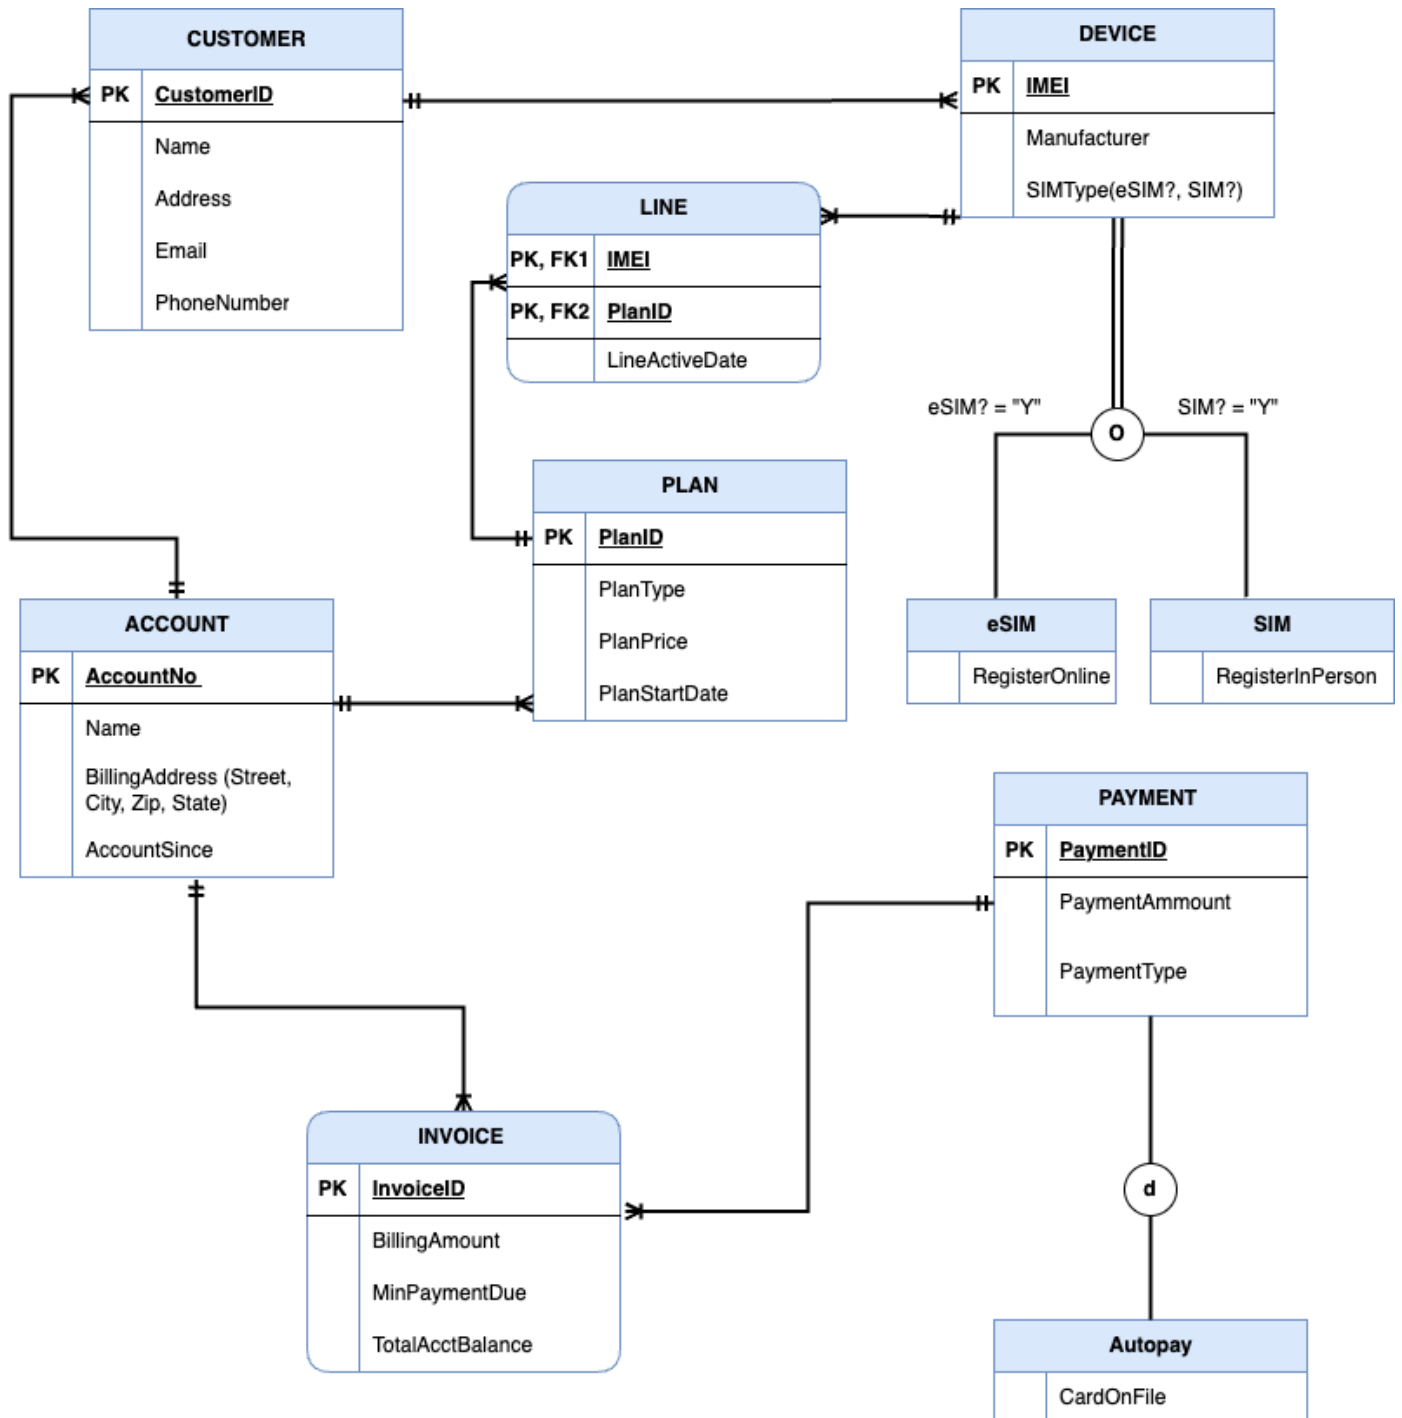 CUSTOMER
PK CustomerID
Name
Address
Email
PhoneNumber
DEVICE
PK IMEI
Manufacturer
SIMType(eSIM?, SIM?)
LINE
PK, FK1 IMEI
PK, FK2 PlanID
LineActiveDate
eSIM? = "Y"
SIM? = "Y"
O
PLAN
PK PlanID
PlanType
PlanPrice
PlanStartDate
eSIM
RegisterOnline
SIM
RegisterInPerson
ACCOUNT
PK AccountNo
Name
BillingAddress (Street,
City, Zip, State)
AccountSince
PAYMENT
PK PaymentID
PaymentAmmount
PaymentType
d
INVOICE
PK InvoiceID
BillingAmount
MinPaymentDue
TotalAcctBalance
Autopay
CardOnFile